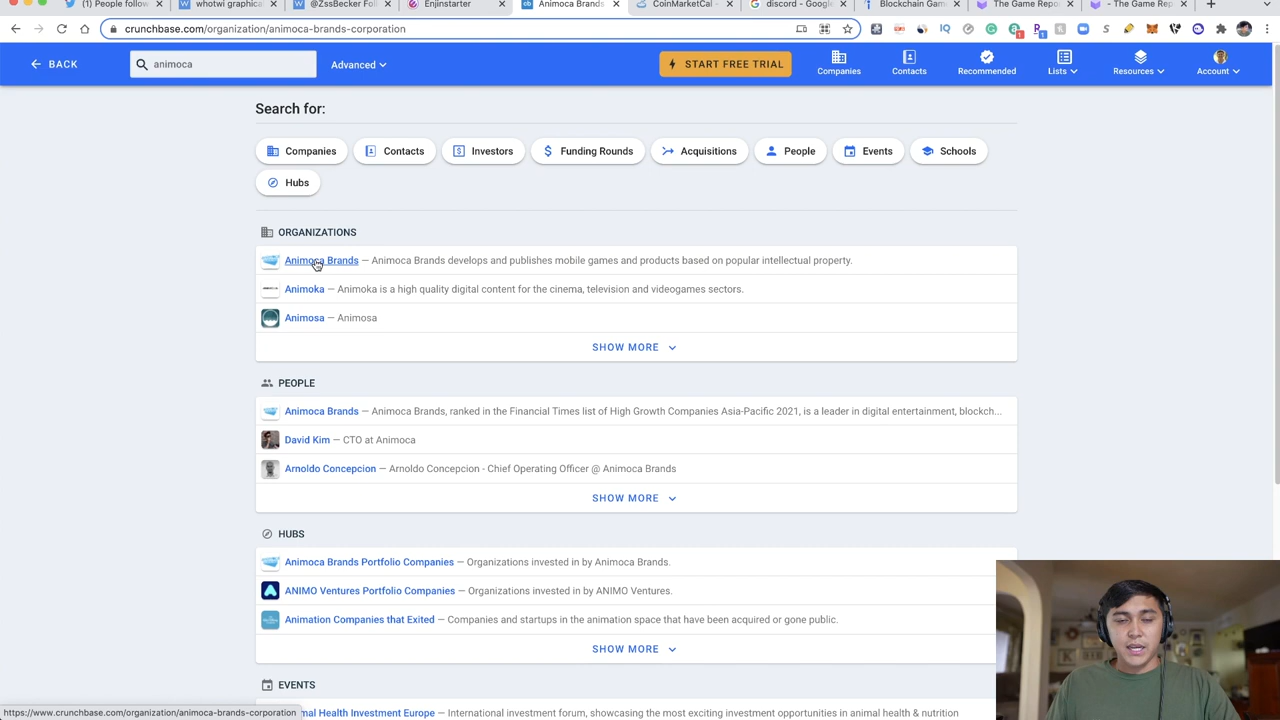 (1) People follow
whotwi graphical
@ZssBecker Fol
Enjinstarter
Animoca Brands
CoinMarketCal -
discord - Google
Blockchain Gam
The Game Repo
- The Game Rep
crunchbase.com/organization/animoca-brands-corporation
BACK
animoca
Advanced
START FREE TRIAL
Companies
Contacts
Recommended
Lists
Resources
Account
Search for:
Companies
Contacts
Investors
Funding Rounds
Acquisitions
People
Events
Schools
Hubs
ORGANIZATIONS
Animoca Brands — Animoca Brands develops and publishes mobile games and products based on popular intellectual property.
Animoka — Animoka is a high quality digital content for the cinema, television and videogames sectors.
Animosa — Animosa
SHOW MORE
PEOPLE
Animoca Brands — Animoca Brands, ranked in the Financial Times list of High Growth Companies Asia-Pacific 2021, is a leader in digital entertainment, blockch...
David Kim — CTO at Animoca
Arnoldo Concepcion — Arnoldo Concepcion - Chief Operating Officer @ Animoca Brands
SHOW MORE
HUBS
Animoca Brands Portfolio Companies — Organizations invested in by Animoca Brands.
ANIMO Ventures Portfolio Companies — Organizations invested in by ANIMO Ventures.
Animation Companies that Exited — Companies and startups in the animation space that have been acquired or gone public.
SHOW MORE
EVENTS
mal Health Investment Europe — International investment forum, showcasing the most exciting investment opportunities in animal health & nutrition
https://www.crunchbase.com/organization/animoca-brands-corporation